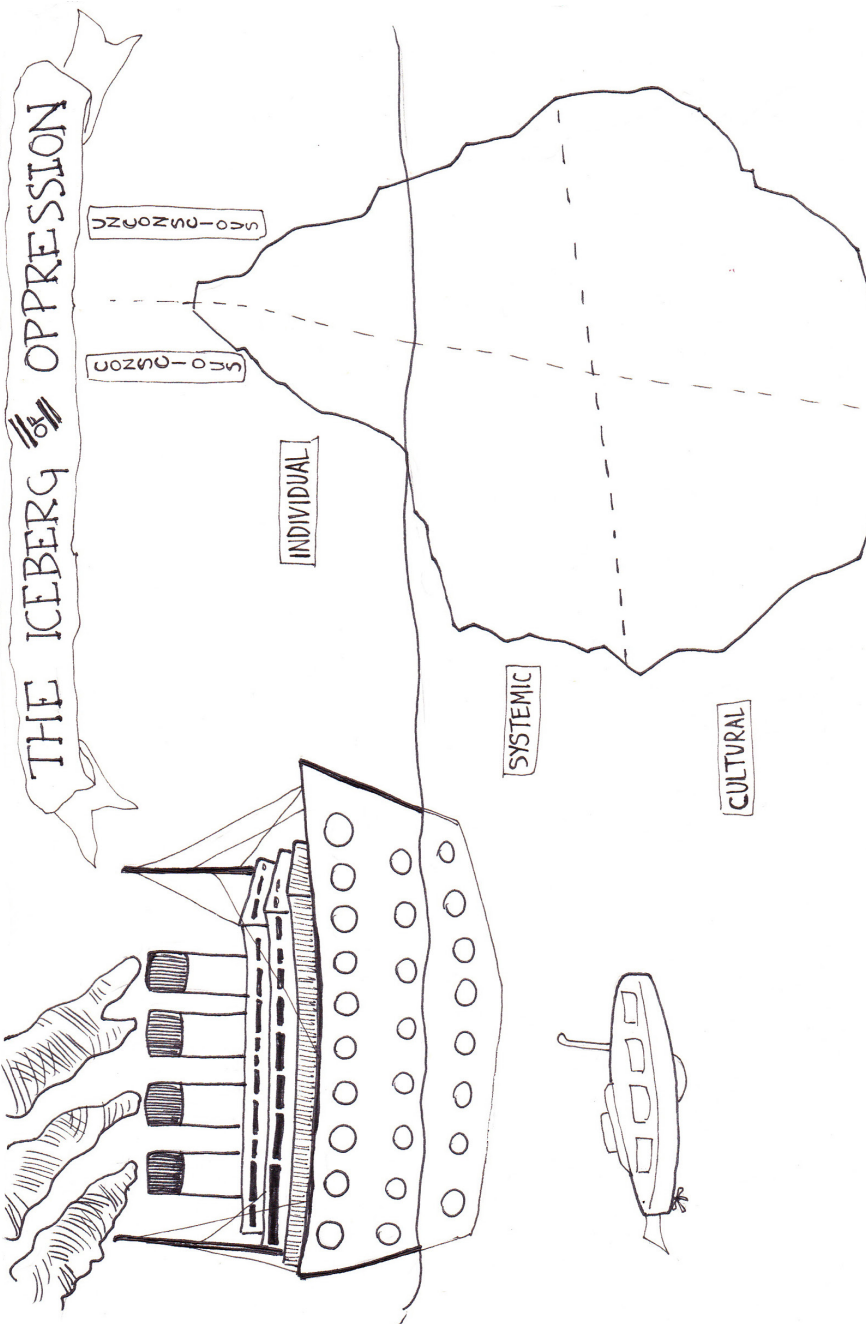 THE ICEBERG OF OPPRESSION
CONSCIOUS
UNCONSCIOUS
INDIVIDUAL
SYSTEMIC
CULTURAL